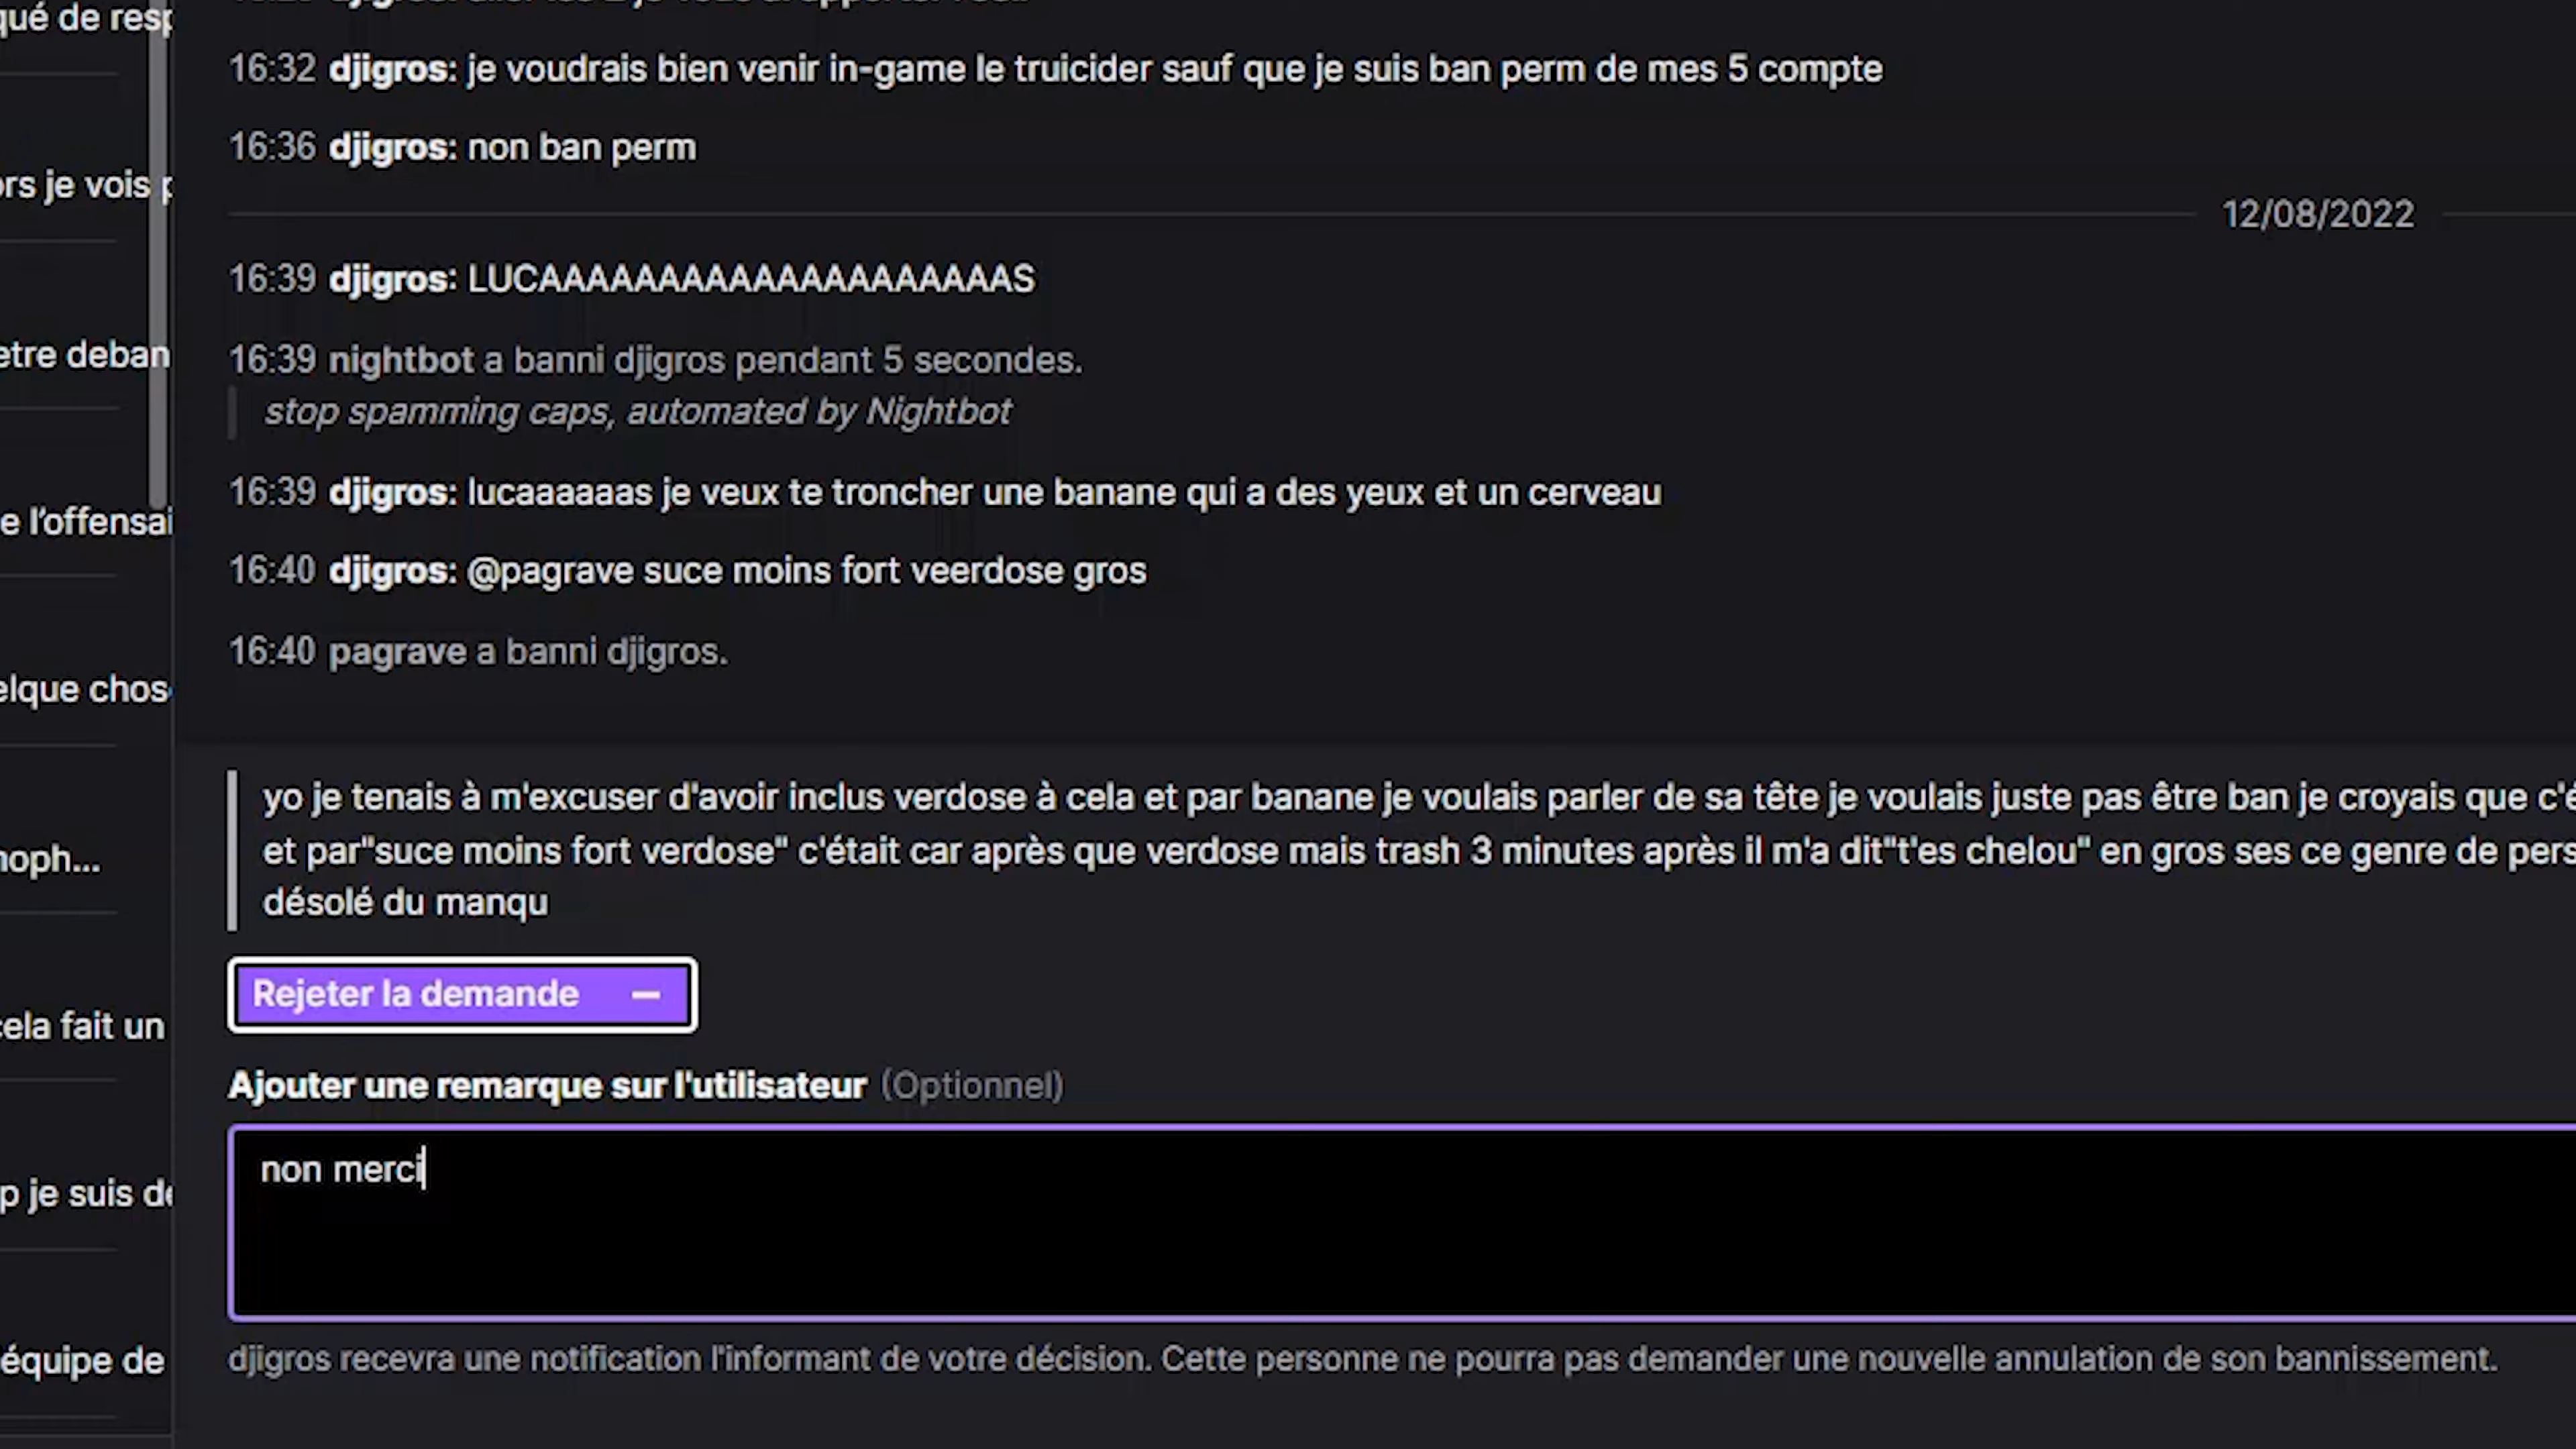 qué de resp
16:32 djigros: je voudrais bien venir in-game le truicider sauf que je suis ban perm de mes 5 compte
16:36 djigros: non ban perm
ors je vois p
12/08/2022
16:39 djigros: LUCAAAAAAAAAAAAAAAAAAAAS
etre deban
16:39 nightbot a banni djigros pendant 5 secondes.
stop spamming caps, automated by Nightbot
e l'offensai
16:39 djigros: lucaaaaaas je veux te troncher une banane qui a des yeux et un cerveau
16:40 djigros: @pagrave suce moins fort veerdose gros
16:40 pagrave a banni djigros.
elque chos
yo je tenais à m'excuser d'avoir inclus verdose à cela et par banane je voulais parler de sa tête je voulais juste pas être ban je croyais que c'é
et par"suce moins fort verdose" c'était car après que verdose mais trash 3 minutes après il m'a dit"t'es chelou" en gros ses ce genre de pers
noph...
désolé du manqu
Rejeter la demande
cela fait un
Ajouter une remarque sur l'utilisateur (Optionnel)
non merci
p je suis de
équipe de
djigros recevra une notification l'informant de votre décision. Cette personne ne pourra pas demander une nouvelle annulation de son bannissement.